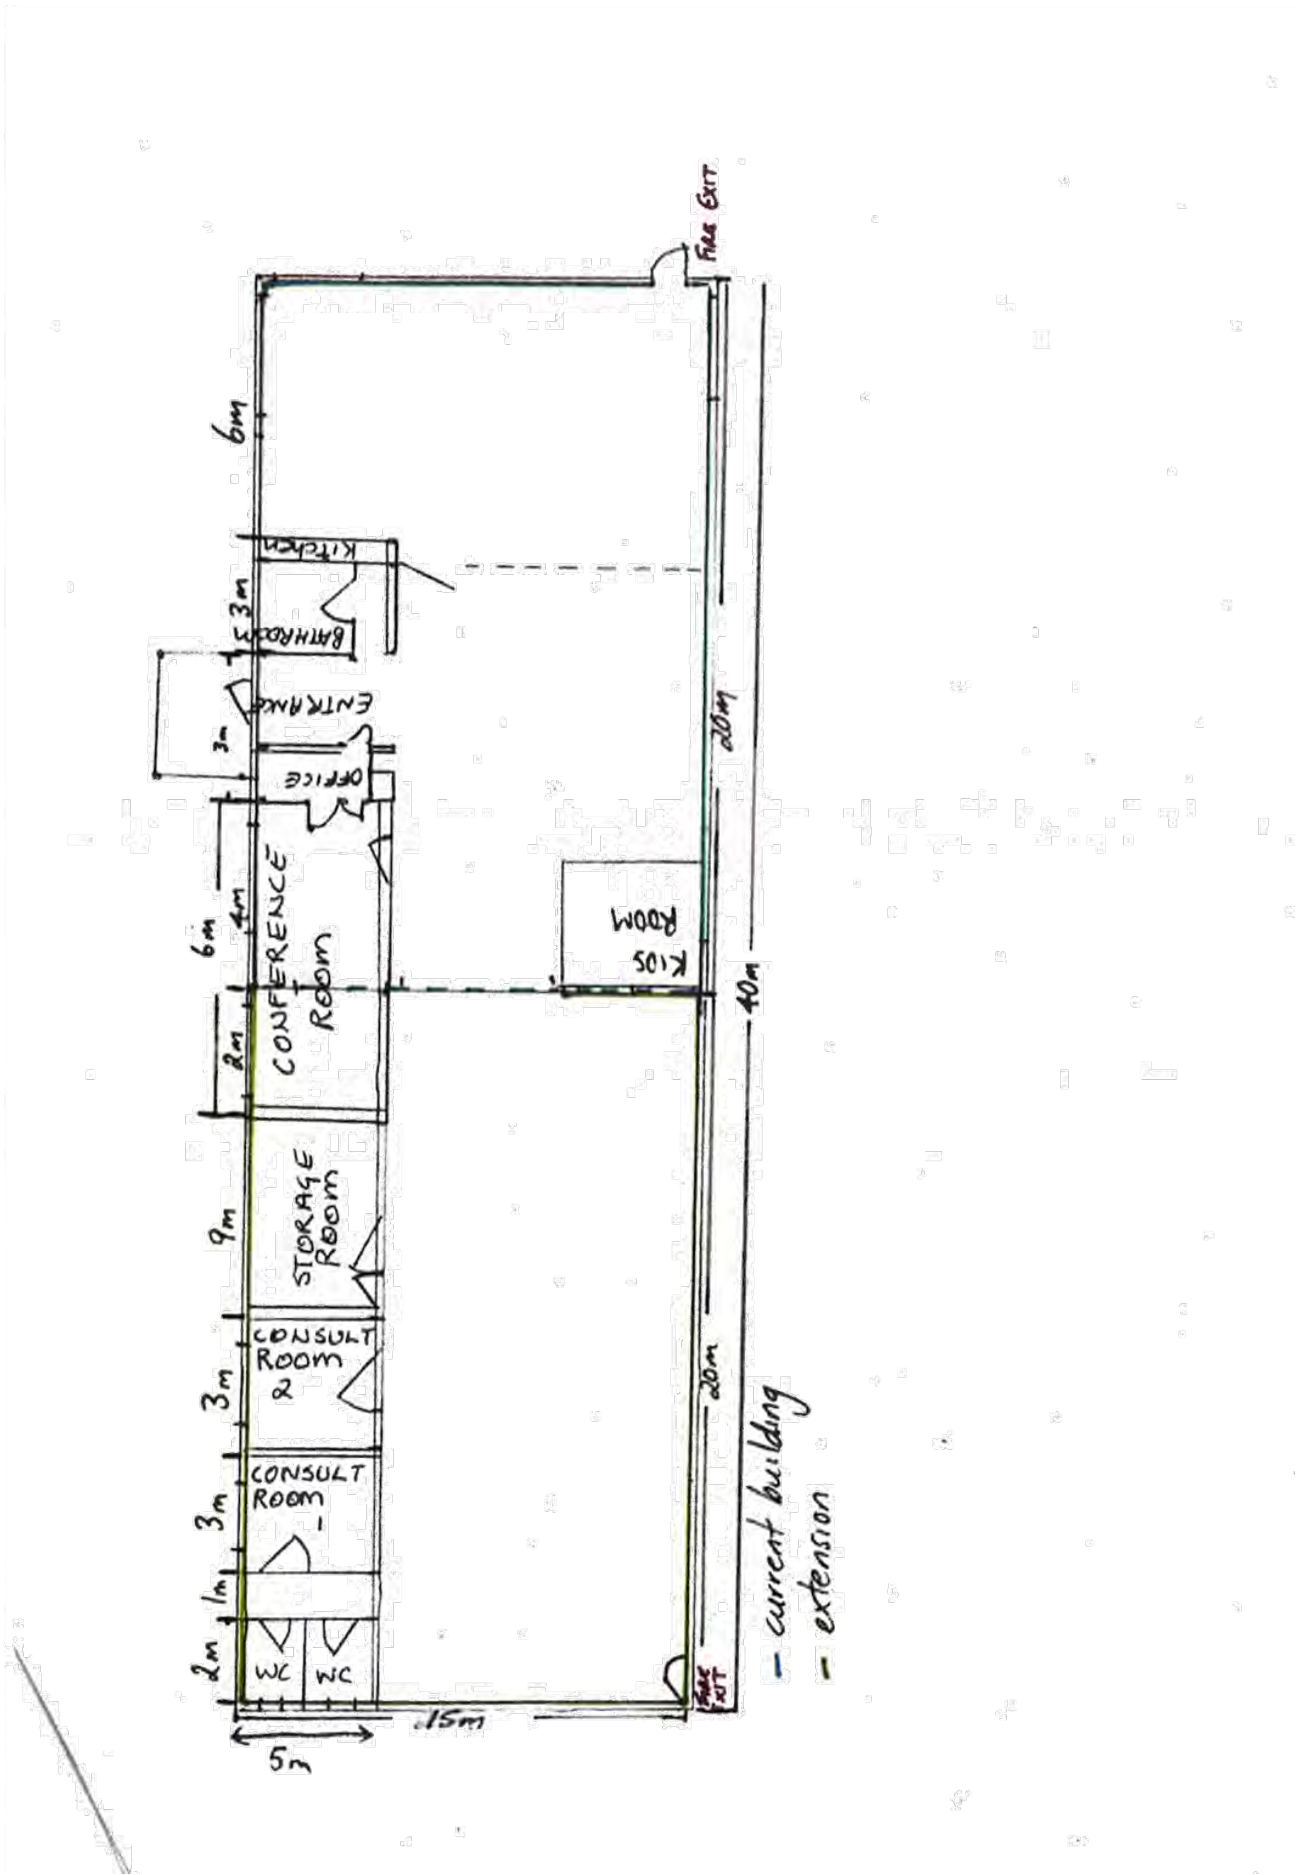 6m
3m
3m
6m
4m
2m
9m
3m
3m
1m
2m
KITCHEN
BATHROOM
ENTRANCE
OFFICE
CONFERENCE
ROOM
STORAGE
ROOM
CONSULT
ROOM
2
CONSULT
ROOM
1
WC
WC
KIDS
ROOM
FIRE EXIT
FIRE
EXIT
20m
20m
40m
15m
5m
- current building
- extension